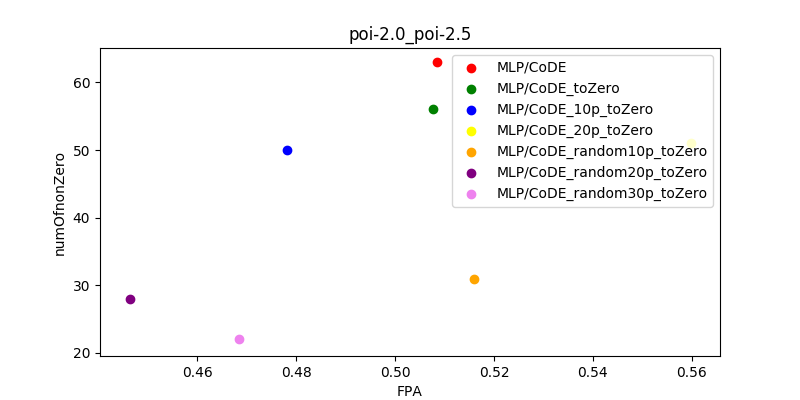 poi-2.0_poi-2.5
MLP/CoDE
MLP/CoDE_toZero
MLP/CoDE_10p_toZero
MLP/CoDE_20p_toZero
MLP/CoDE_random10p_toZero
MLP/CoDE_random20p_toZero
MLP/CoDE_random30p_toZero
numOfnonZero
60
50
40
30
20
0.46 0.48 0.50 0.52 0.54 0.56
FPA